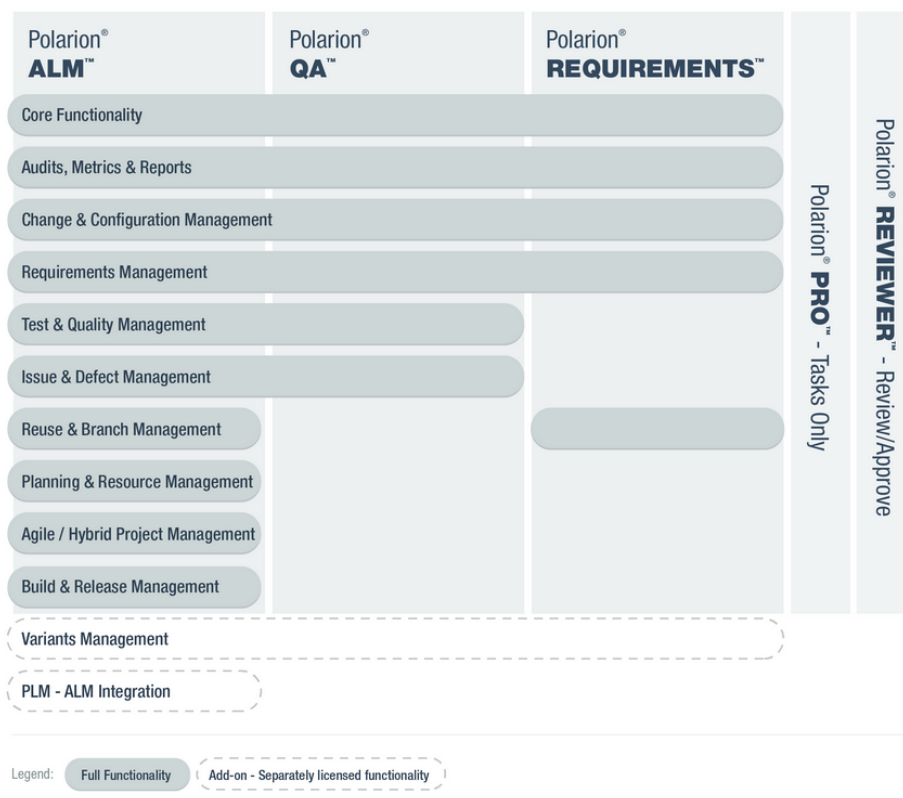 Polarion®
ALM™
Polarion®
QA™
Polarion®
REQUIREMENTS™
Core Functionality
Audits, Metrics & Reports
Change & Configuration Management
Requirements Management
Test & Quality Management
Issue & Defect Management
Reuse & Branch Management
Planning & Resource Management
Agile / Hybrid Project Management
Build & Release Management
Variants Management
PLM - ALM Integration
Polarion® PRO™ - Tasks Only
Polarion® REVIEWER™ - Review/Approve
Legend: Full Functionality Add-on - Separately licensed functionality